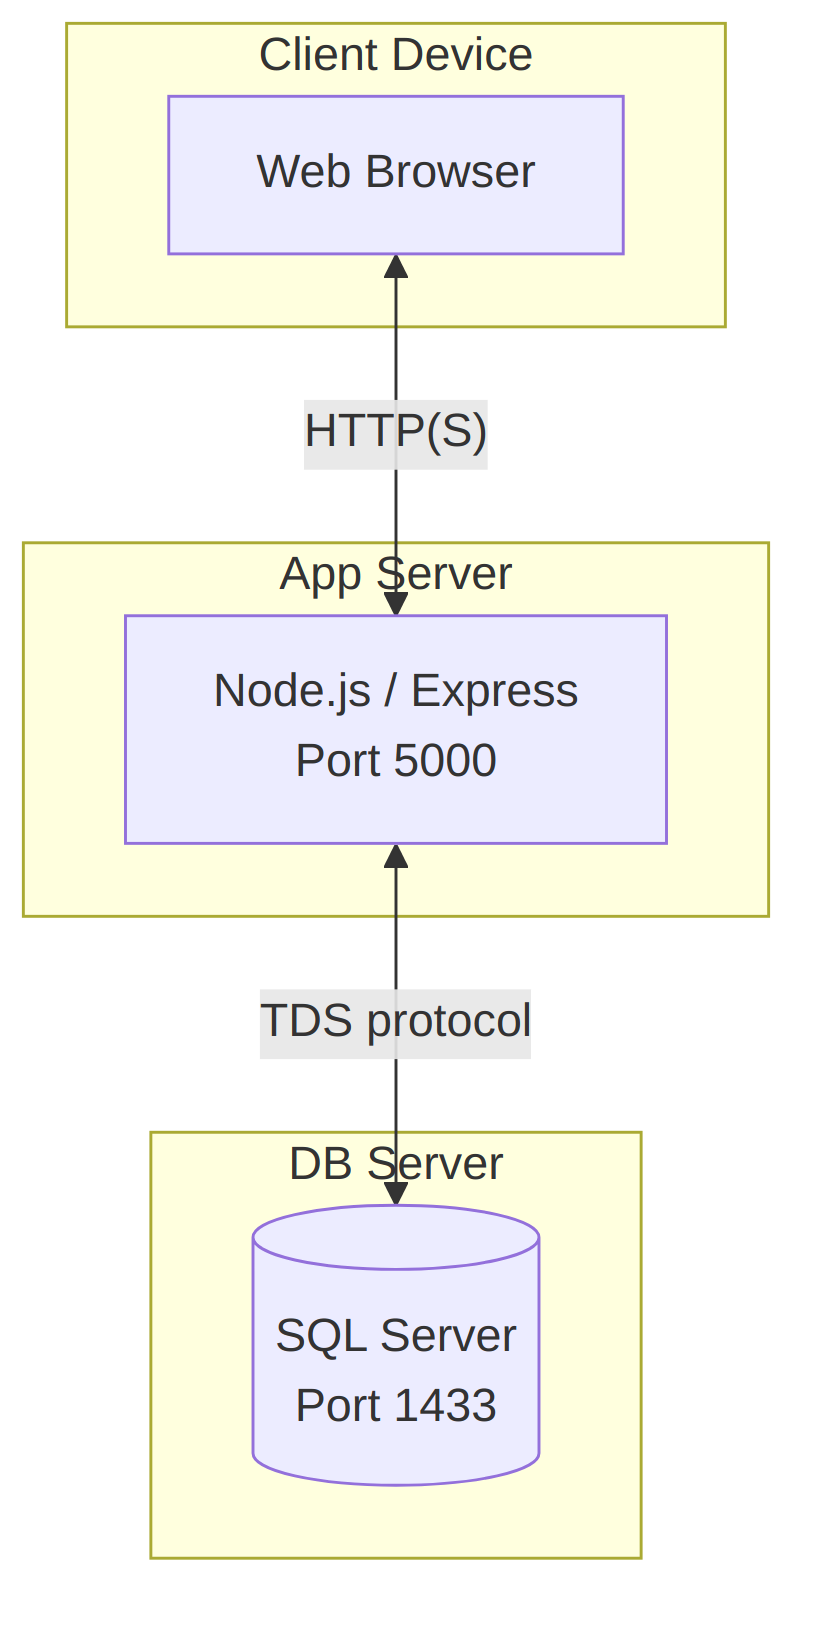 Client Device
Web Browser
HTTP(S)
App Server
Node.js / Express
Port 5000
TDS protocol
DB Server
SQL Server
Port 1433